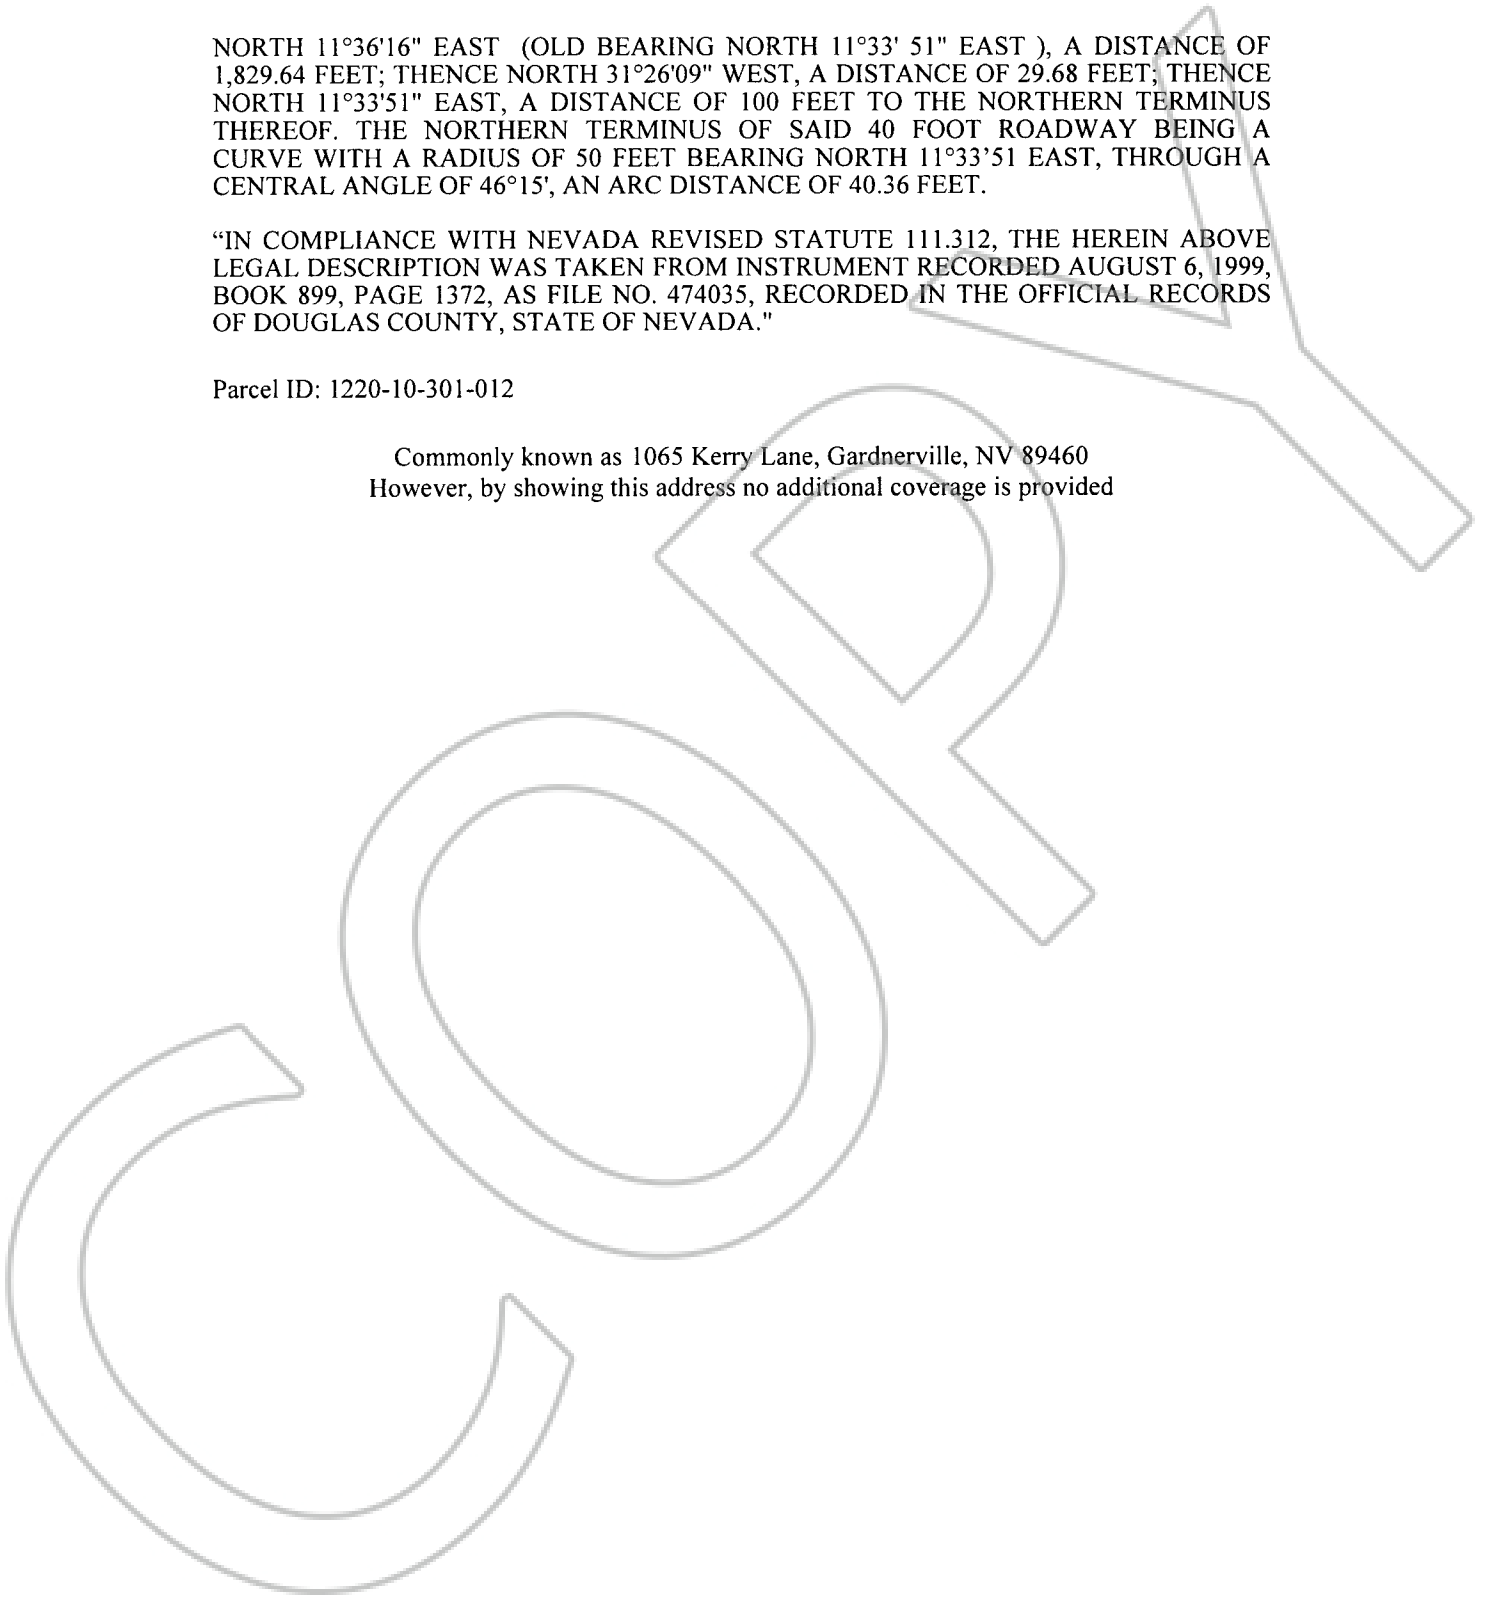 NORTH 11°36'16" EAST (OLD BEARING NORTH 11°33' 51" EAST ), A DISTANCE OF
1,829.64 FEET; THENCE NORTH 31°26'09" WEST, A DISTANCE OF 29.68 FEET; THENCE
NORTH 11°33'51" EAST, A DISTANCE OF 100 FEET TO THE NORTHERN TERMINUS
THEREOF. THE NORTHERN TERMINUS OF SAID 40 FOOT ROADWAY BEING A
CURVE WITH A RADIUS OF 50 FEET BEARING NORTH 11°33’51 EAST, THROUGH A
CENTRAL ANGLE OF 46°15', AN ARC DISTANCE OF 40.36 FEET.
“IN COMPLIANCE WITH NEVADA REVISED STATUTE 111.312, THE HEREIN ABOVE
LEGAL DESCRIPTION WAS TAKEN FROM INSTRUMENT RECORDED AUGUST 6, 1999,
BOOK 899, PAGE 1372, AS FILE NO. 474035, RECORDED IN THE OFFICIAL RECORDS
OF DOUGLAS COUNTY, STATE OF NEVADA."
Parcel ID: 1220-10-301-012
Commonly known as 1065 Kerry Lane, Gardnerville, NV 89460
However, by showing this address no additional coverage is provided
COPY